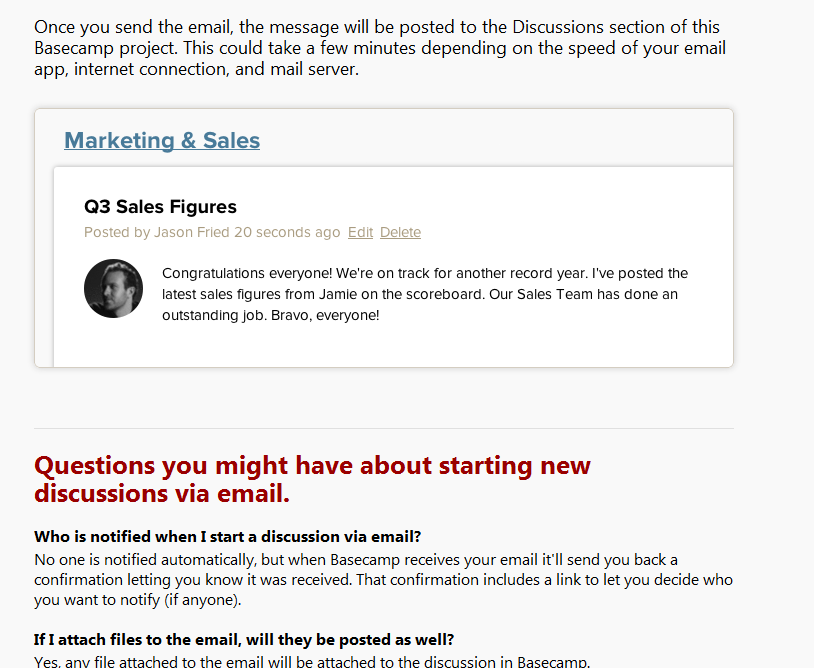 Once you send the email, the message will be posted to the Discussions section of this
Basecamp project. This could take a few minutes depending on the speed of your email
app, internet connection, and mail server.
Marketing & Sales
Q3 Sales Figures
Posted by Jason Fried 20 seconds ago Edit Delete
Congratulations everyone! We're on track for another record year. I've posted the
latest sales figures from Jamie on the scoreboard. Our Sales Team has done an
outstanding job. Bravo, everyone!
Questions you might have about starting new
discussions via email.
Who is notified when I start a discussion via email?
No one is notified automatically, but when Basecamp receives your email it'll send you back a
confirmation letting you know it was received. That confirmation includes a link to let you decide who
you want to notify (if anyone).
If I attach files to the email, will they be posted as well?
Yes, any file attached to the email will be attached to the discussion in Basecamp.